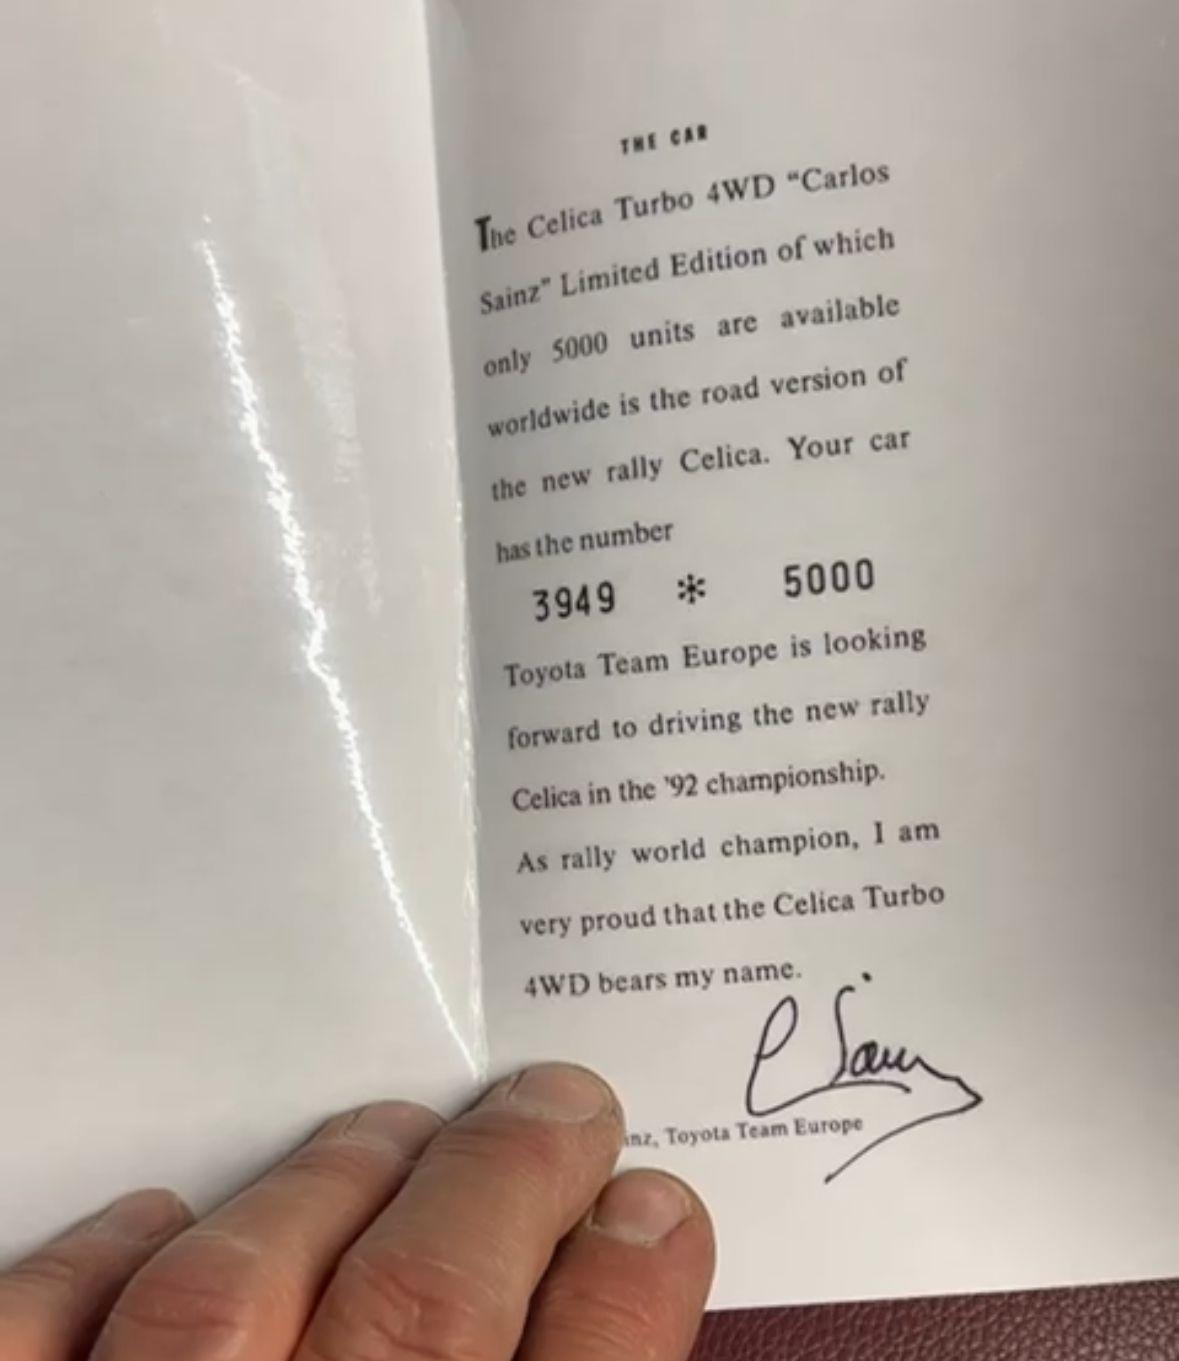 THE CAR
The Celica Turbo 4WD “Carlos
Sainz” Limited Edition of which
only 5000 units are available
worldwide is the road version of
the new rally Celica. Your car
has the number
3949 * 5000
Toyota Team Europe is looking
forward to driving the new rally
Celica in the ’92 championship.
As rally world champion, I am
very proud that the Celica Turbo
4WD bears my name.
C Sainz
inz, Toyota Team Europe